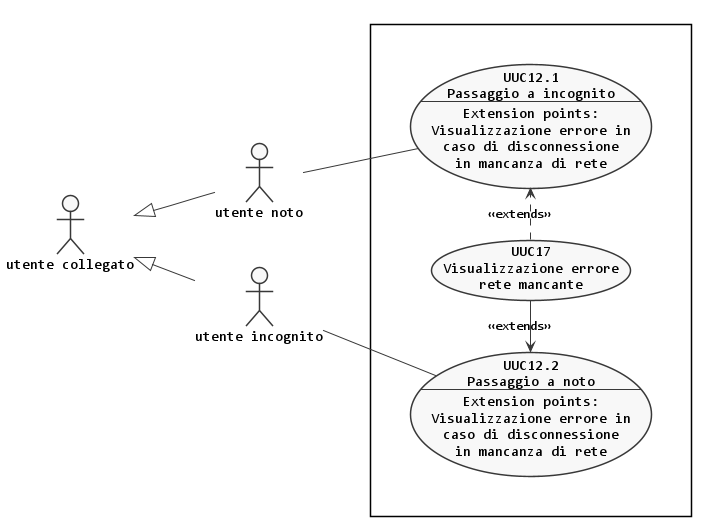 UUC12.1
Passaggio a incognito
Extension points:
Visualizzazione errore in
caso di disconnessione
in mancanza di rete
utente noto
«extends»
utente collegato
UUC17
Visualizzazione errore
rete mancante
utente incognito
«extends»
UUC12.2
Passaggio a noto
Extension points:
Visualizzazione errore in
caso di disconnessione
in mancanza di rete